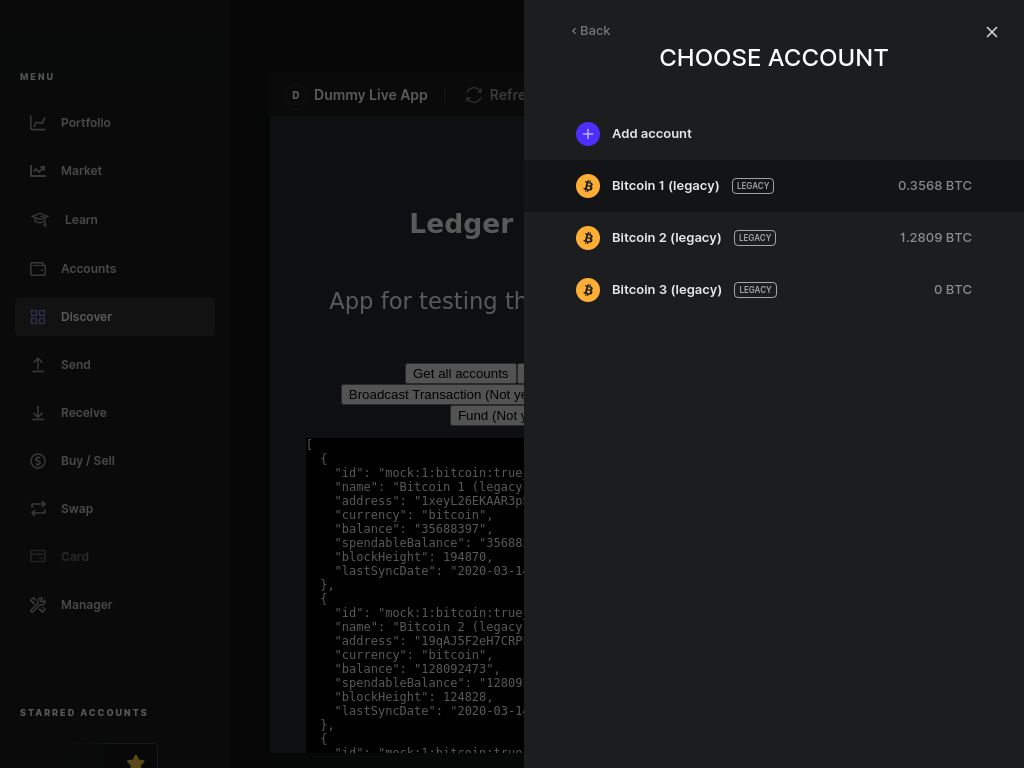 MENU
Portfolio
Market
Learn
Accounts
Discover
Send
Receive
Buy / Sell
Swap
Card
Manager
STARRED ACCOUNTS
D Dummy Live App
Ledger
App for testing
Get all accounts
Broadcast Transaction (Not
Fund (Not
[
{
"id": "mock:1:bitcoin:true
"name": "Bitcoin 1 (legacy
"address": "1xeyL26EKAAR3p
"currency": "bitcoin",
"balance": "35688397",
"spendableBalance": "35688
"blockHeight": 194870,
"lastSyncDate": "2020-03-14
},
{
"id": "mock:1:bitcoin:true
"name": "Bitcoin 2 (legacy
"address": "19qAJ5F2eH7CRP
"currency": "bitcoin",
"balance": "128092473",
"spendableBalance": "12809
"blockHeight": 124828,
"lastSyncDate": "2020-03-14
},
{
"id": "mock:1:bitcoin:true
‹ Back
CHOOSE ACCOUNT
Add account
Bitcoin 1 (legacy) LEGACY 0.3568 BTC
Bitcoin 2 (legacy) LEGACY 1.2809 BTC
Bitcoin 3 (legacy) LEGACY 0 BTC